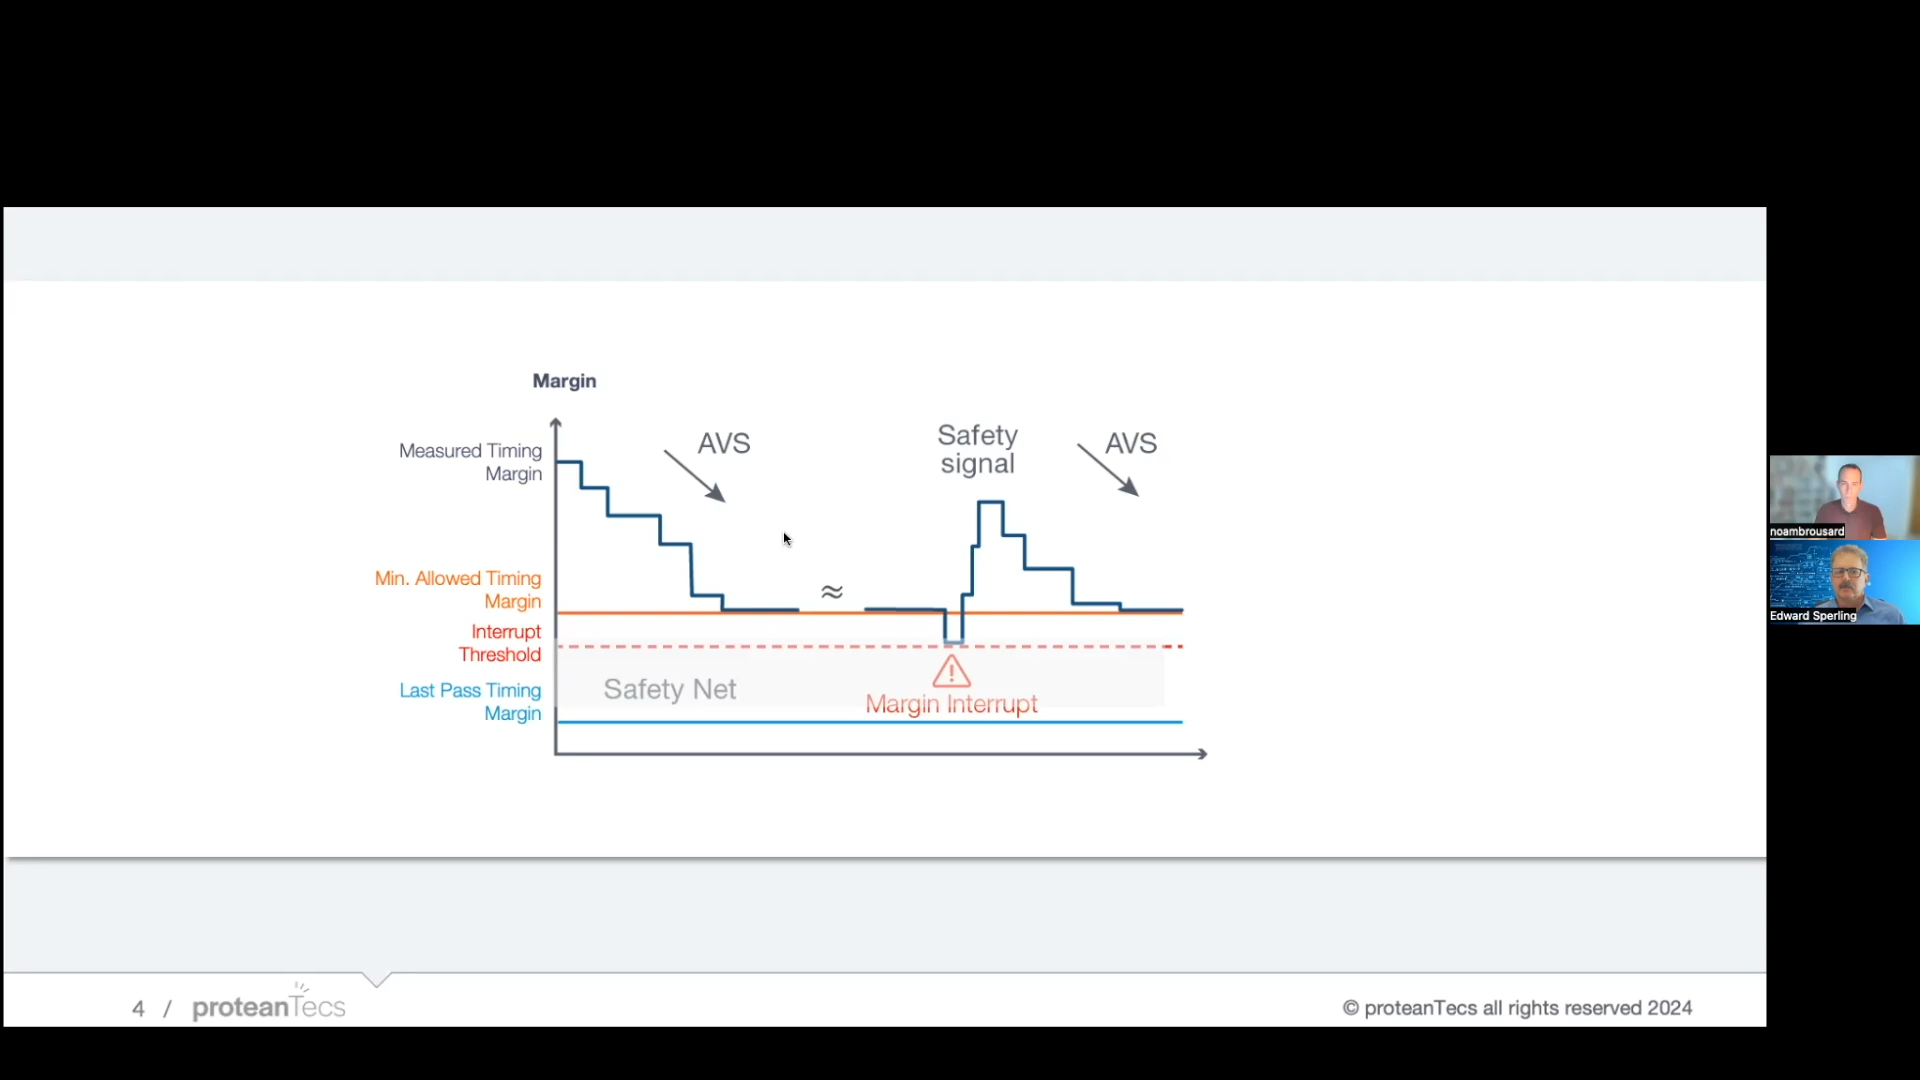 Margin
Measured Timing
Margin
AVS
Safety
signal
AVS
Min. Allowed Timing
Margin
≈
Interrupt
Threshold
Safety Net
Last Pass Timing
Margin
Margin Interrupt
noambrousard
Edward Sperling
4 / proteanTecs
© proteanTecs all rights reserved 2024